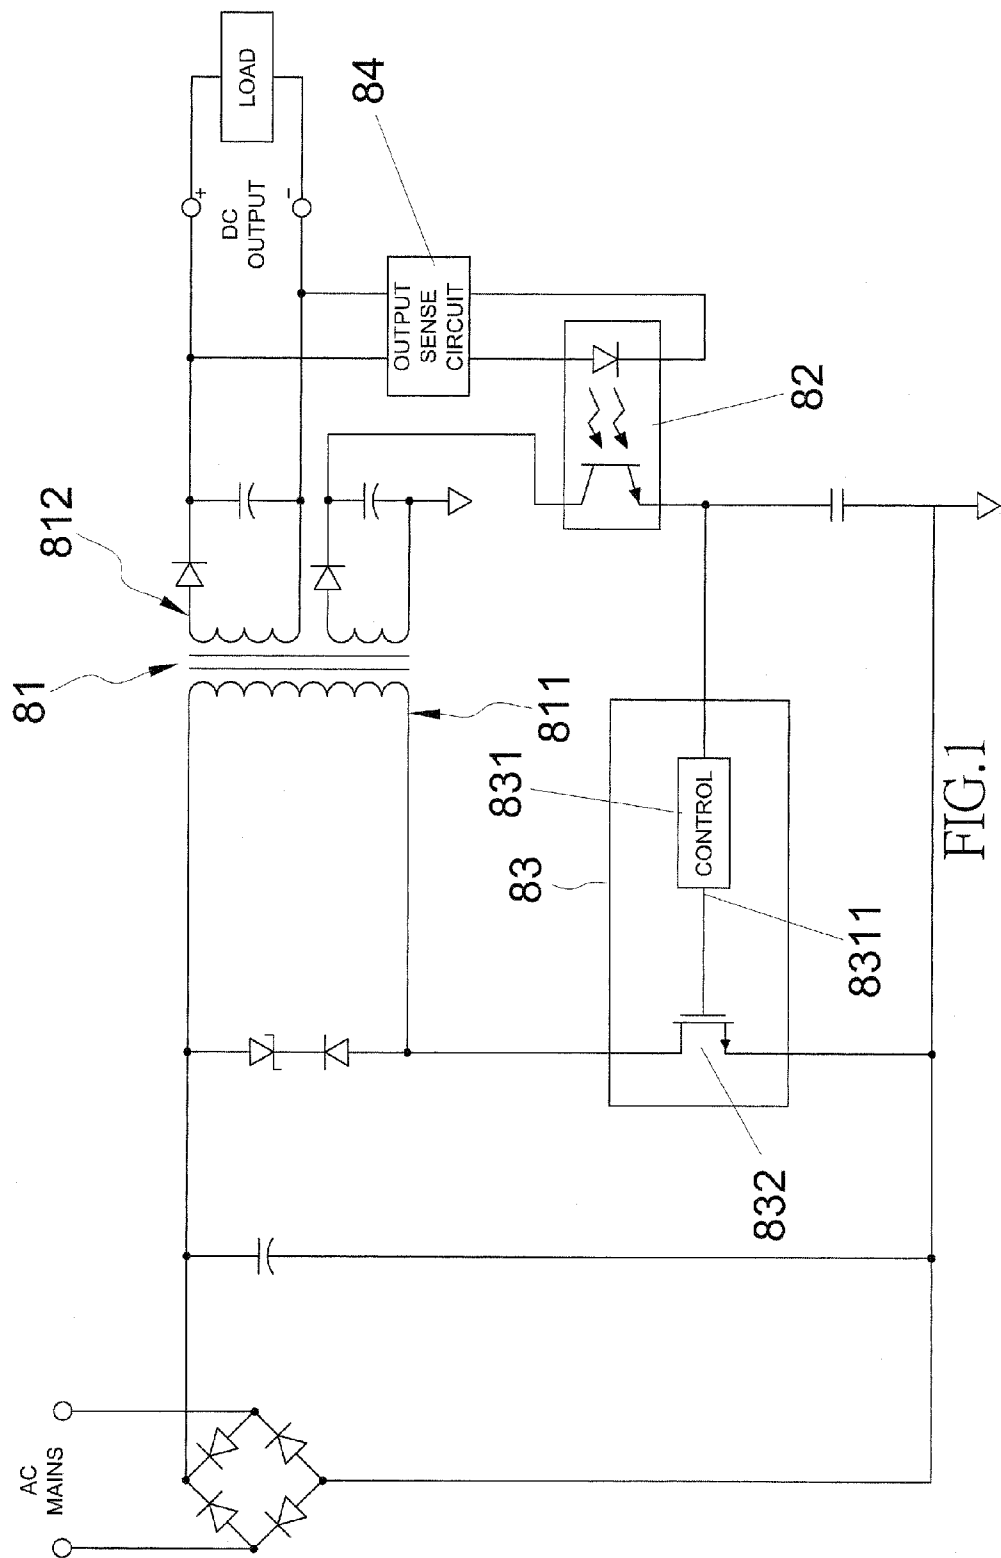 AC
MAINS
81
812
811
DC
OUTPUT
+
-
LOAD
OUTPUT
SENSE
CIRCUIT
84
82
83
831
CONTROL
8311
832
FIG.1